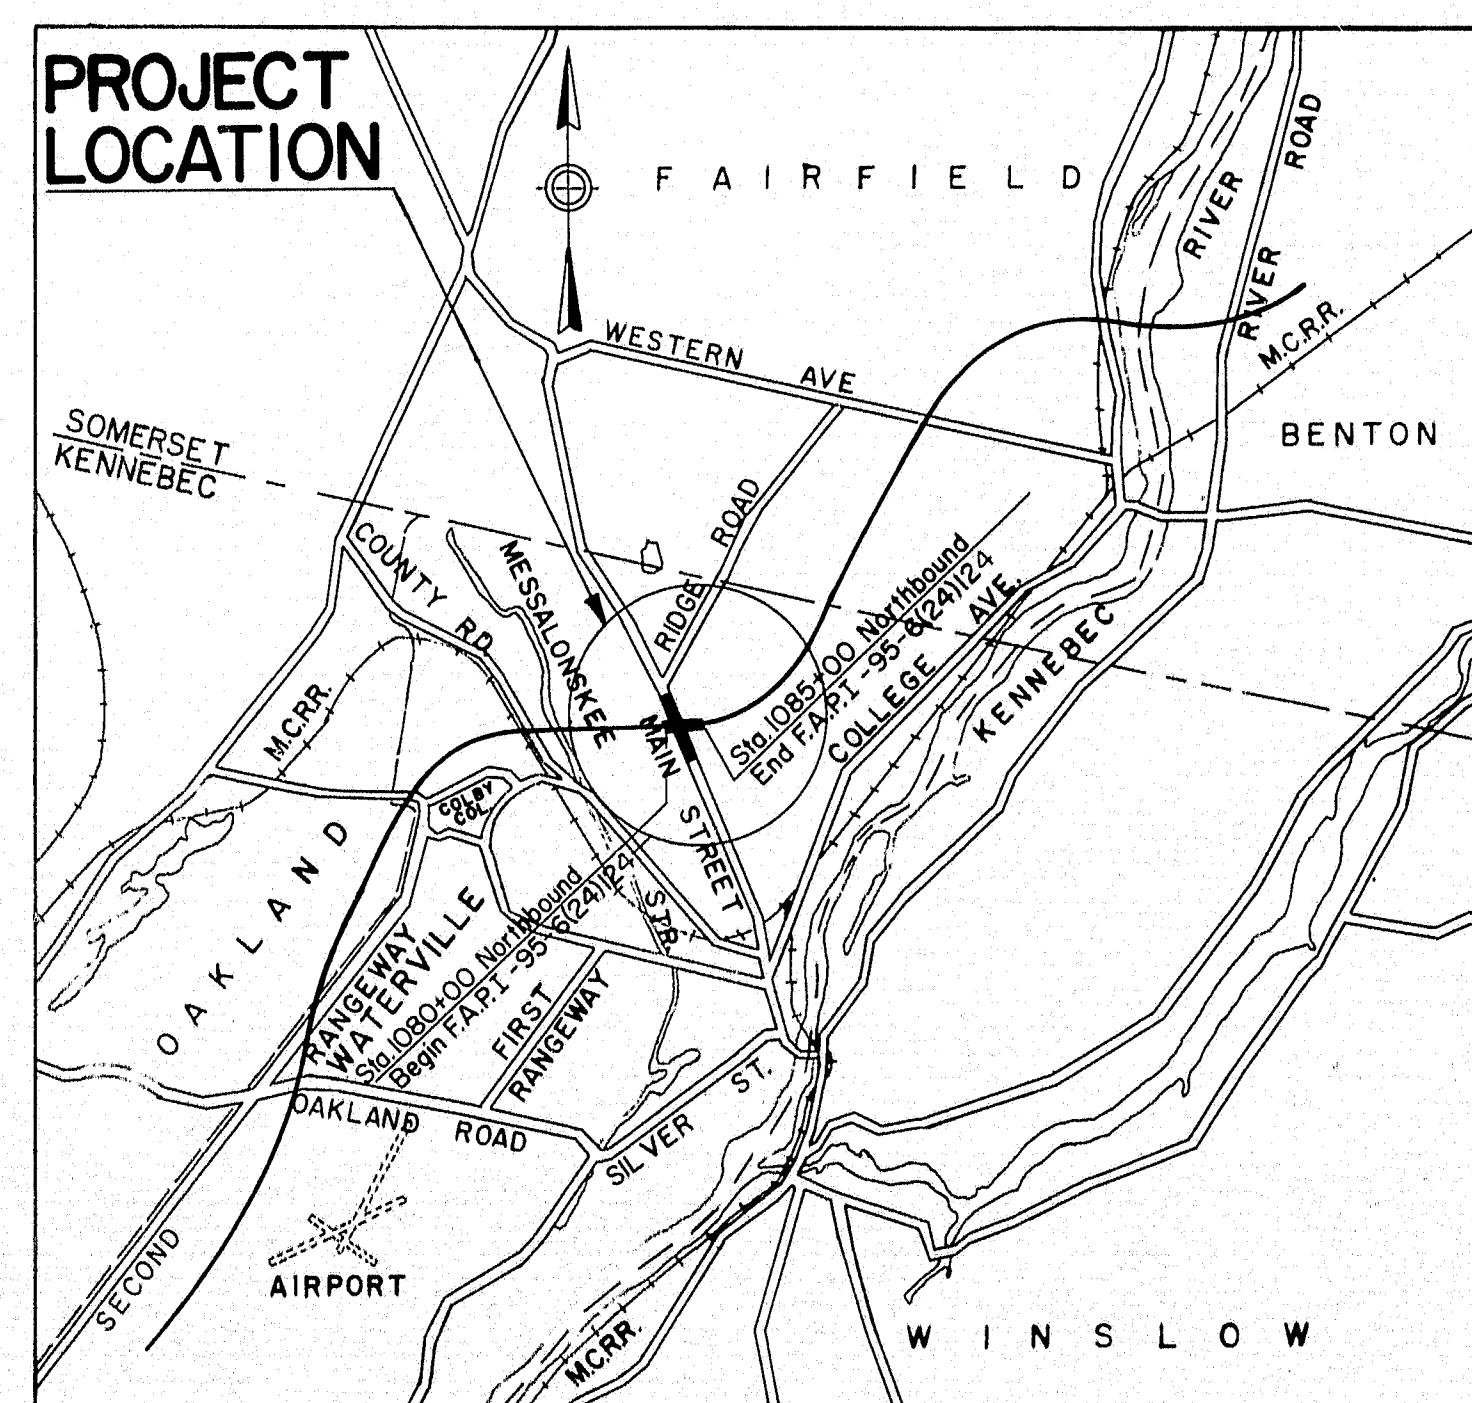 PROJECT
LOCATION
FAIRFIELD
RIVER
ROAD
RIVER
M.C.R.R.
WESTERN AVE
BENTON
SOMERSET
KENNEBEC
COUNTY RD
MESSALONSKEE
RIDGE ROAD
Sta.1085+00 Northbound
End F.A.P.I-95-6(24)124
COLLEGE AVE.
KENNEBEC
M.C.R.R.
MAIN STREET
COLBY
COL.
OAKLAND
STR.
RANGEWAY
WATERVILLE
Sta.1080+00 Northbound
Begin F.A.P.I-95-6(24)124
FIRST
RANGEWAY
OAKLAND ROAD
SILVER ST.
SECOND
AIRPORT
M.C.R.R.
WINSLOW